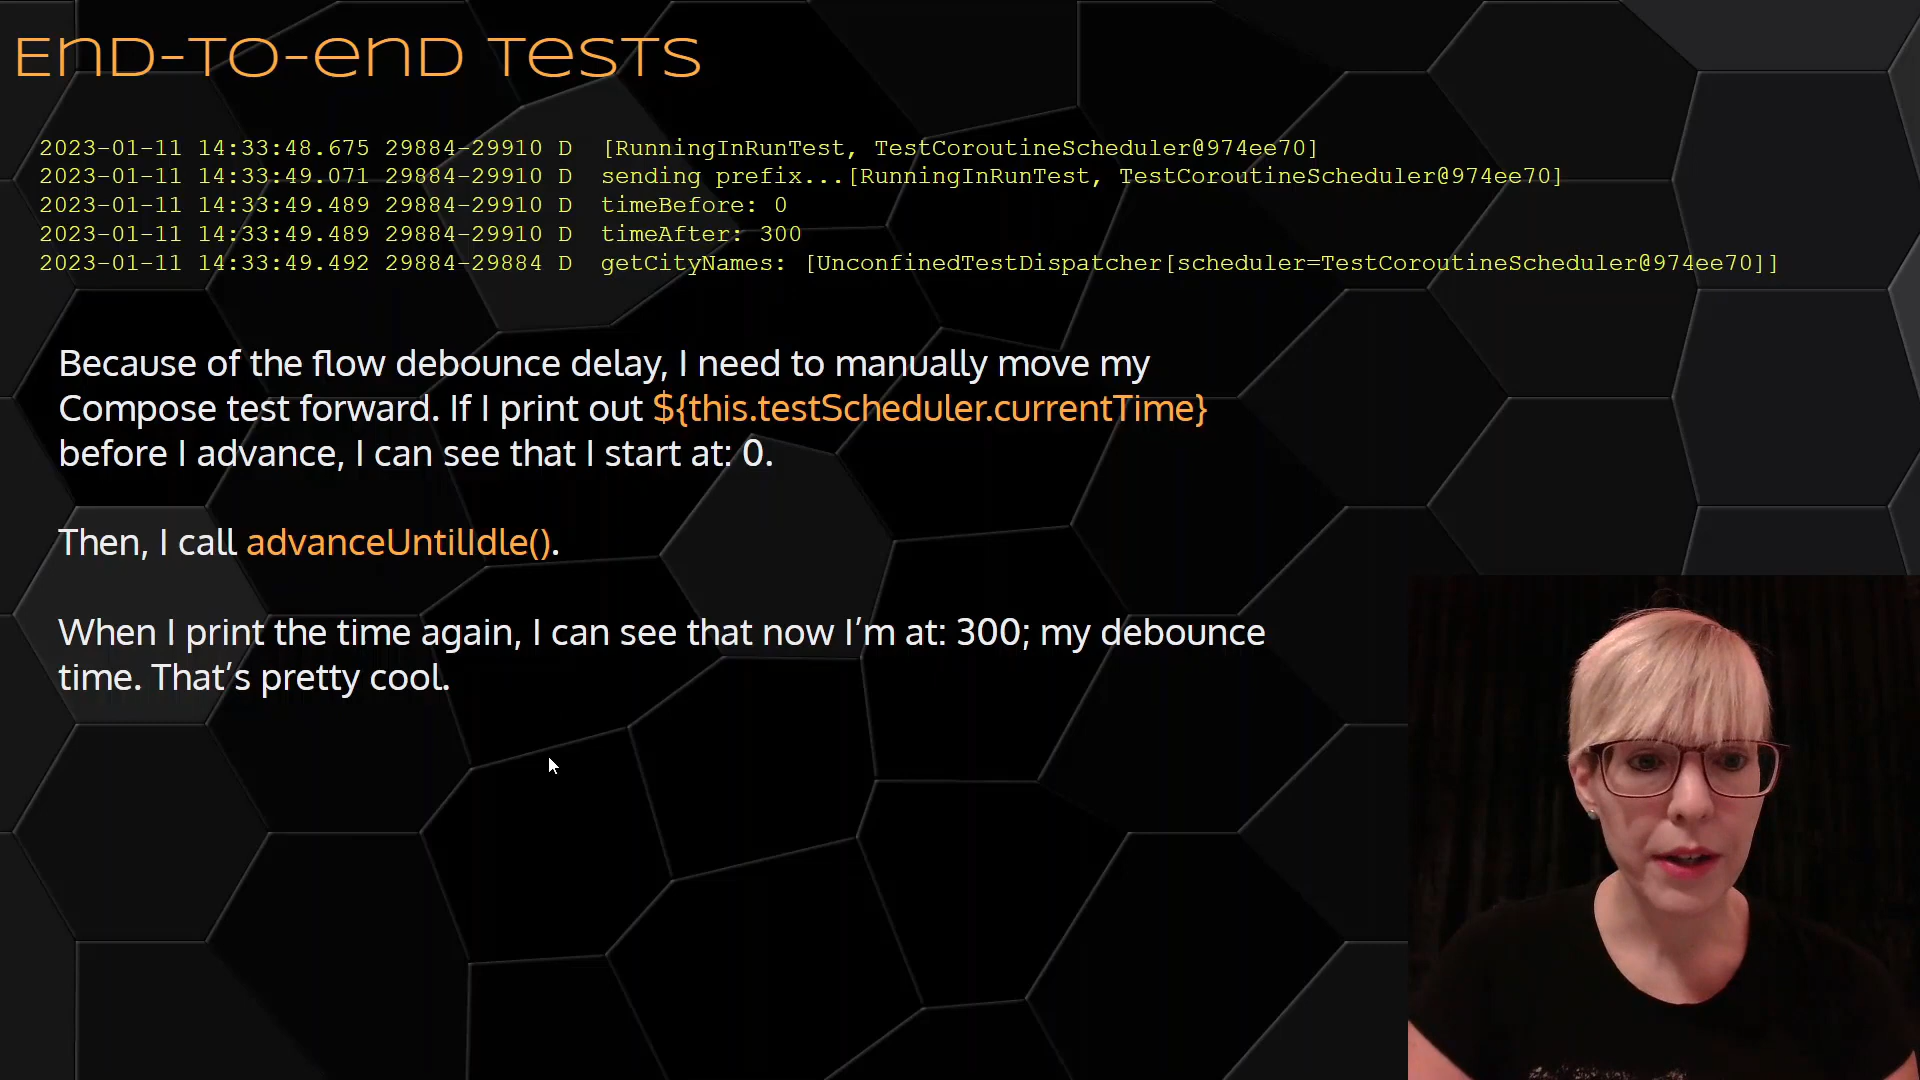 End-to-end tests
2023-01-11 14:33:48.675 29884-29910 D  [RunningInRunTest, TestCoroutineScheduler@974ee70]
2023-01-11 14:33:49.071 29884-29910 D  sending prefix...[RunningInRunTest, TestCoroutineScheduler@974ee70]
2023-01-11 14:33:49.489 29884-29910 D  timeBefore: 0
2023-01-11 14:33:49.489 29884-29910 D  timeAfter: 300
2023-01-11 14:33:49.492 29884-29884 D  getCityNames: [UnconfinedTestDispatcher[scheduler=TestCoroutineScheduler@974ee70]]
Because of the flow debounce delay, I need to manually move my
Compose test forward. If I print out ${this.testScheduler.currentTime}
before I advance, I can see that I start at: 0.
Then, I call advanceUntilIdle().
When I print the time again, I can see that now I’m at: 300; my debounce
time. That’s pretty cool.